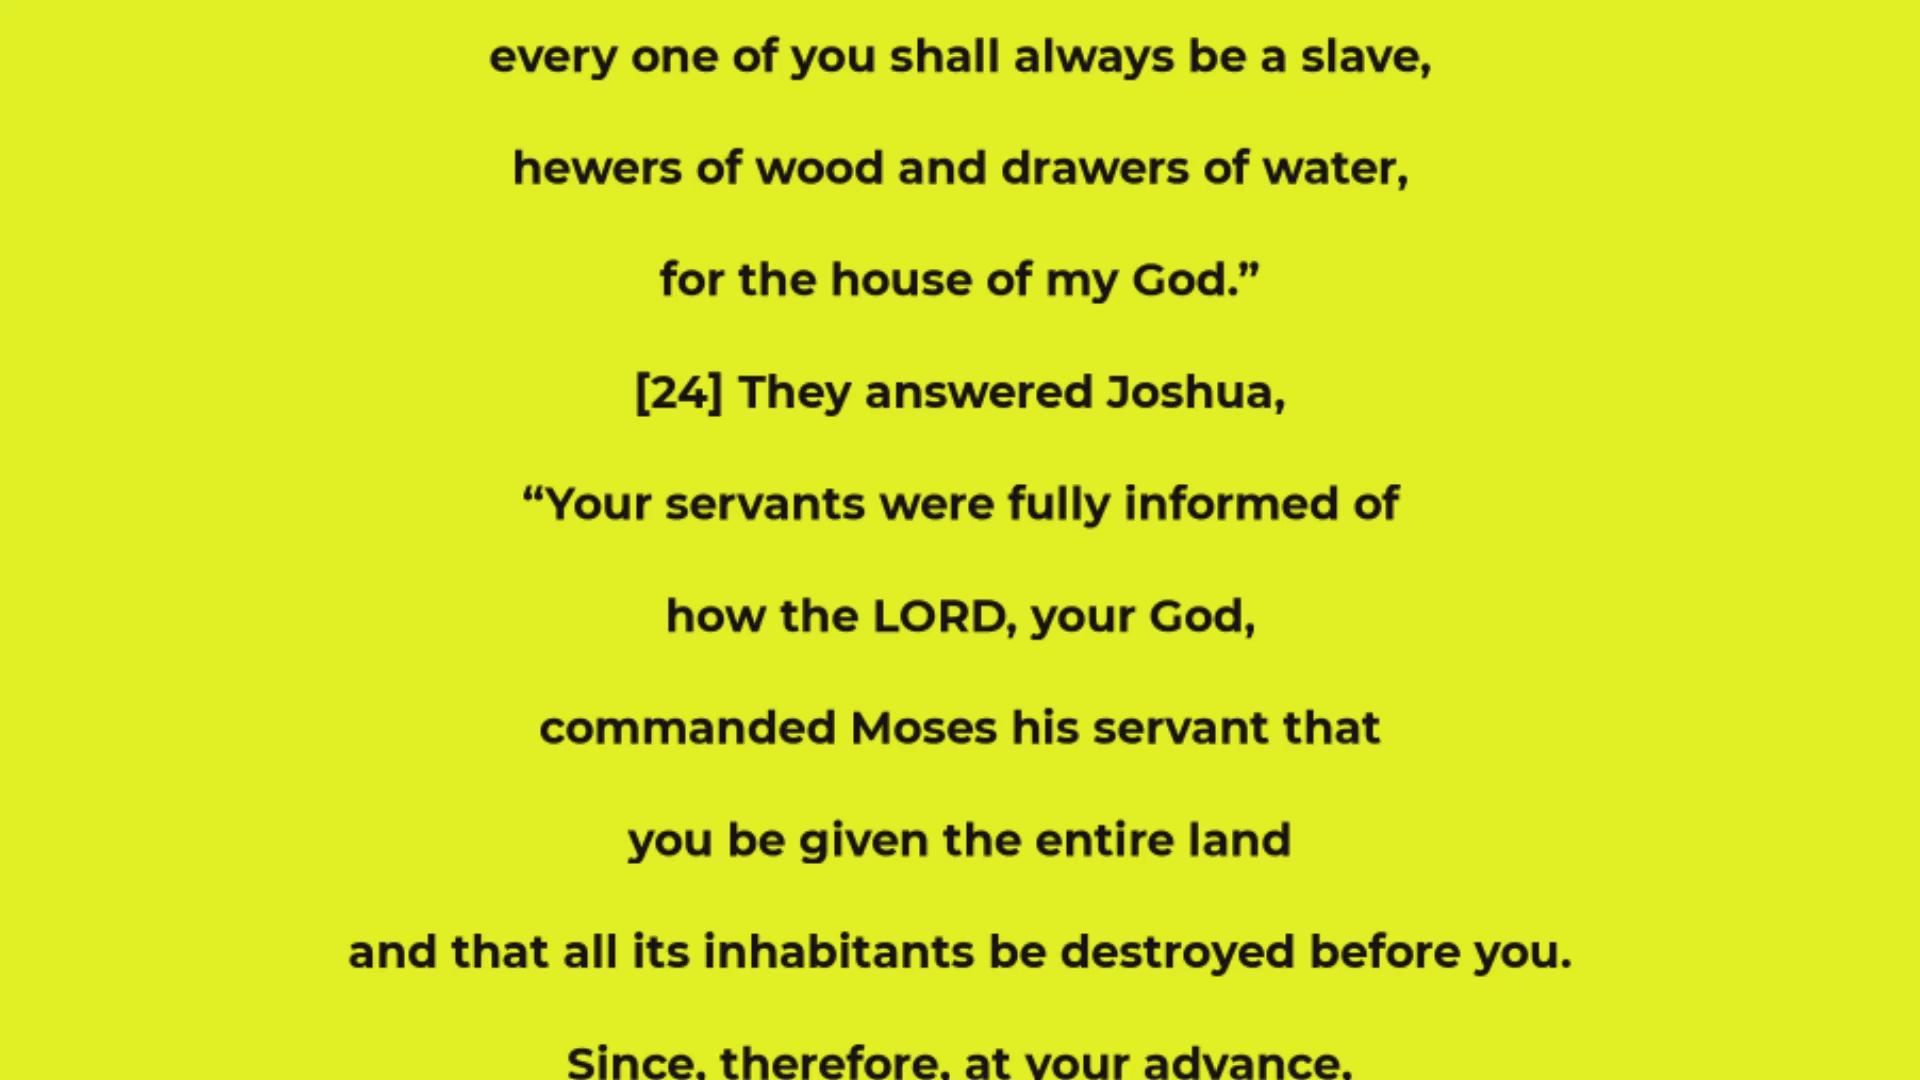 every one of you shall always be a slave,
hewers of wood and drawers of water,
for the house of my God.”
[24] They answered Joshua,
“Your servants were fully informed of
how the LORD, your God,
commanded Moses his servant that
you be given the entire land
and that all its inhabitants be destroyed before you.
Since, therefore, at your advance,